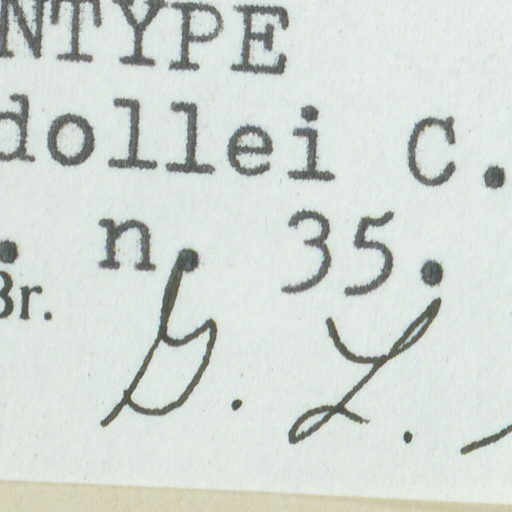 NTYPE
dollei C.
. n. 35.
Br.
G. L.